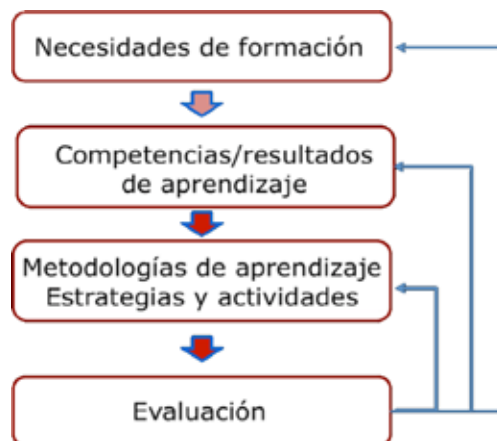 Necesidades de formación
Competencias/resultados
de aprendizaje
Metodologías de aprendizaje
Estrategias y actividades
Evaluación